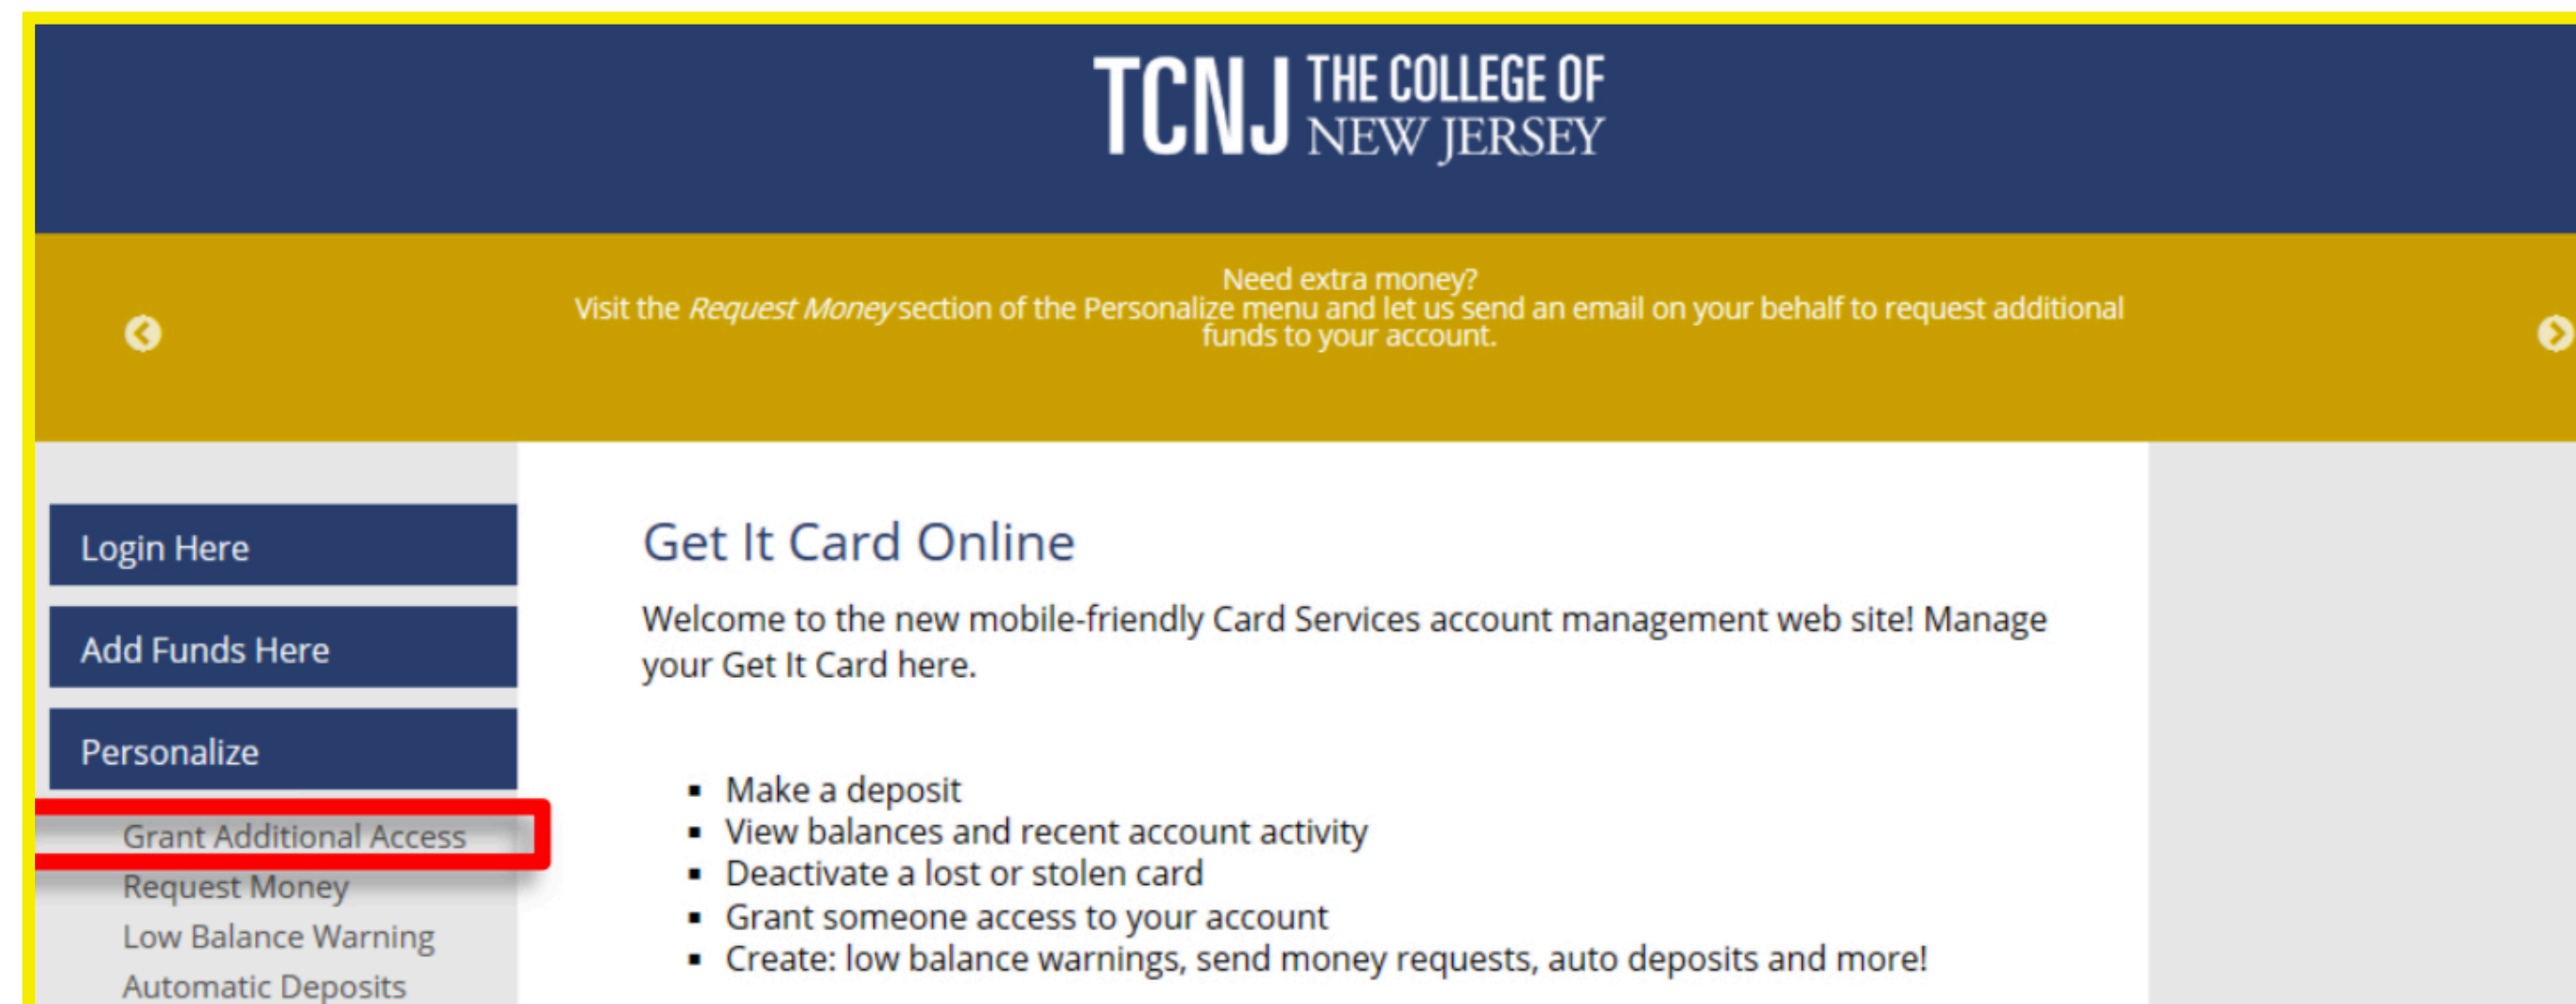 TCNJ THE COLLEGE OF
NEW JERSEY
Need extra money?
Visit the Request Money section of the Personalize menu and let us send an email on your behalf to request additional
funds to your account.
Login Here
Add Funds Here
Personalize
Grant Additional Access
Request Money
Low Balance Warning
Automatic Deposits
Get It Card Online
Welcome to the new mobile-friendly Card Services account management web site! Manage
your Get It Card here.
▪ Make a deposit
▪ View balances and recent account activity
▪ Deactivate a lost or stolen card
▪ Grant someone access to your account
▪ Create: low balance warnings, send money requests, auto deposits and more!